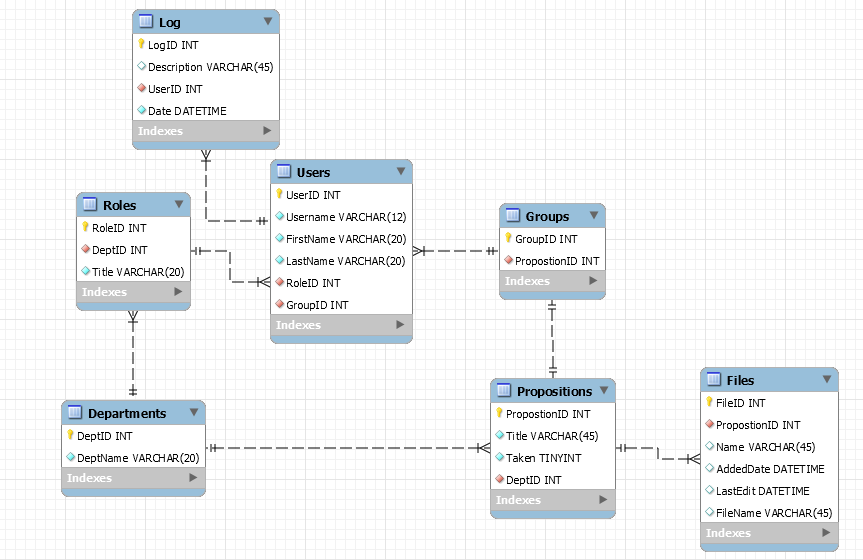 Log
LogID INT
Description VARCHAR(45)
UserID INT
Date DATETIME
Indexes
Users
UserID INT
Username VARCHAR(12)
FirstName VARCHAR(20)
LastName VARCHAR(20)
RoleID INT
GroupID INT
Indexes
Roles
RoleID INT
DeptID INT
Title VARCHAR(20)
Indexes
Groups
GroupID INT
PropostionID INT
Indexes
Departments
DeptID INT
DeptName VARCHAR(20)
Indexes
Propositions
PropostionID INT
Title VARCHAR(45)
Taken TINYINT
DeptID INT
Indexes
Files
FileID INT
PropostionID INT
Name VARCHAR(45)
AddedDate DATETIME
LastEdit DATETIME
FileName VARCHAR(45)
Indexes